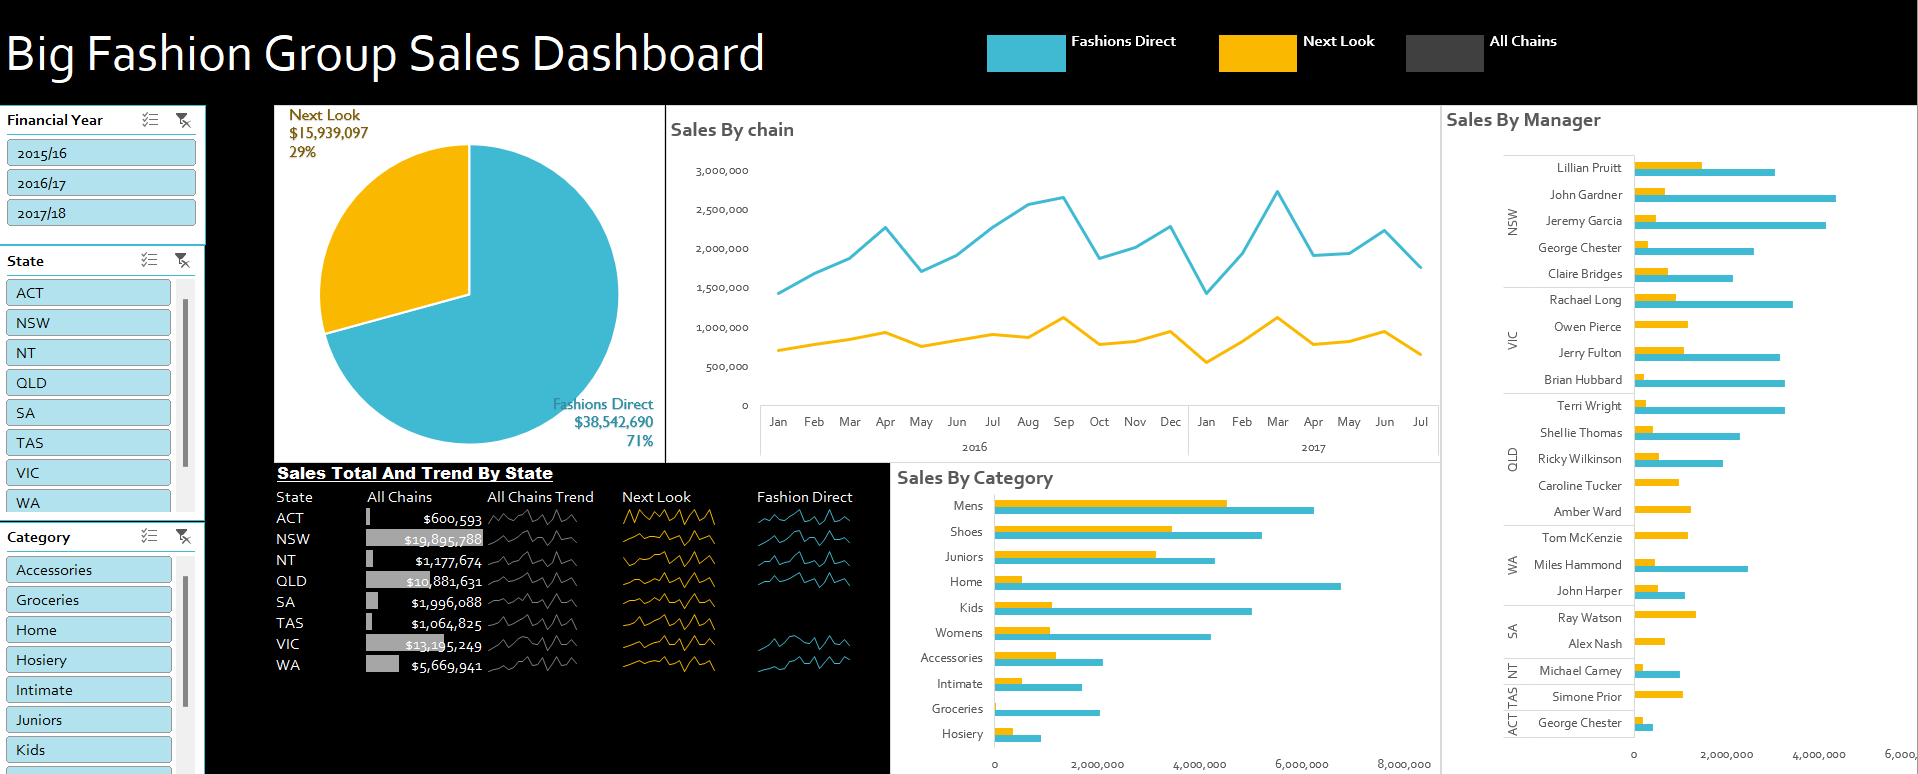 Big Fashion Group Sales Dashboard
Fashions Direct
Next Look
All Chains
Financial Year
2015/16
2016/17
2017/18
State
ACT
NSW
NT
QLD
SA
TAS
VIC
WA
Category
Accessories
Groceries
Home
Hosiery
Intimate
Juniors
Kids
Next Look
$15,939,097
29%
Fashions Direct
$38,542,690
71%
Sales By chain
3,000,000
2,500,000
2,000,000
1,500,000
1,000,000
500,000
0
Jan Feb Mar Apr May Jun Jul Aug Sep Oct Nov Dec Jan Feb Mar Apr May Jun Jul
2016 2017
Sales Total And Trend By State
State All Chains All Chains Trend Next Look Fashion Direct
ACT $600,593
NSW $19,895,788
NT $1,177,674
QLD $10,881,631
SA $1,996,088
TAS $1,064,825
VIC $13,195,249
WA $5,669,941
Sales By Category
Mens
Shoes
Juniors
Home
Kids
Womens
Accessories
Intimate
Groceries
Hosiery
0 2,000,000 4,000,000 6,000,000 8,000,000
Sales By Manager
NSW
Lillian Pruitt
John Gardner
Jeremy Garcia
George Chester
Claire Bridges
VIC
Rachael Long
Owen Pierce
Jerry Fulton
Brian Hubbard
QLD
Terri Wright
Shellie Thomas
Ricky Wilkinson
Caroline Tucker
Amber Ward
WA
Tom McKenzie
Miles Hammond
John Harper
SA
Ray Watson
Alex Nash
NT
Michael Carney
TAS
Simone Prior
ACT
George Chester
0 2,000,000 4,000,000 6,000,